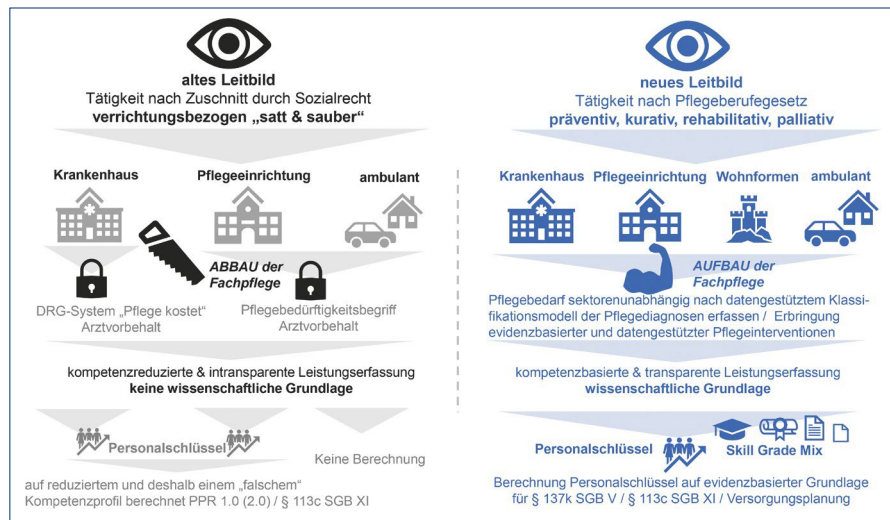 altes Leitbild
Tätigkeit nach Zuschnitt durch Sozialrecht
verrichtungsbezogen „satt & sauber“
Krankenhaus
Pflegeeinrichtung
ambulant
ABBAU der
Fachpflege
DRG-System „Pflege kostet“
Arztvorbehalt
Pflegebedürftigkeitsbegriff
Arztvorbehalt
kompetenzreduzierte & intransparente Leistungserfassung
keine wissenschaftliche Grundlage
Personalschlüssel
Keine Berechnung
auf reduziertem und deshalb einem „falschem“
Kompetenzprofil berechnet PPR 1.0 (2.0) / § 113c SGB XI
neues Leitbild
Tätigkeit nach Pflegeberufegesetz
präventiv, kurativ, rehabilitativ, palliativ
Krankenhaus
Pflegeeinrichtung
Wohnformen
ambulant
AUFBAU der
Fachpflege
Pflegebedarf sektorenunabhängig nach datengestütztem Klassi-
fikationsmodell der Pflegediagnosen erfassen / Erbringung
evidenzbasierter und datengestützter Pflegeinterventionen
kompetenzbasierte & transparente Leistungserfassung
wissenschaftliche Grundlage
Personalschlüssel
Skill Grade Mix
Berechnung Personalschlüssel auf evidenzbasierter Grundlage
für § 137k SGB V / § 113c SGB XI / Versorgungsplanung